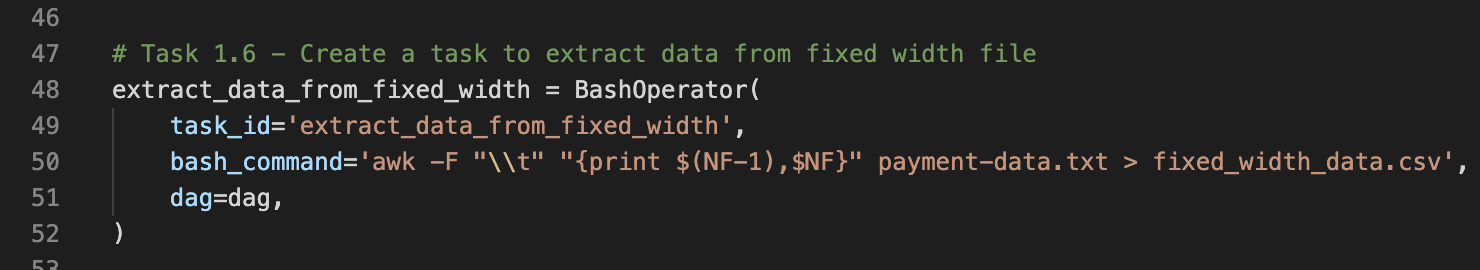 46
47 # Task 1.6 - Create a task to extract data from fixed width file
48 extract_data_from_fixed_width = BashOperator(
49 task_id='extract_data_from_fixed_width',
50 bash_command='awk -F "\\t" "{print $(NF-1),$NF}" payment-data.txt > fixed_width_data.csv',
51 dag=dag,
52 )
53